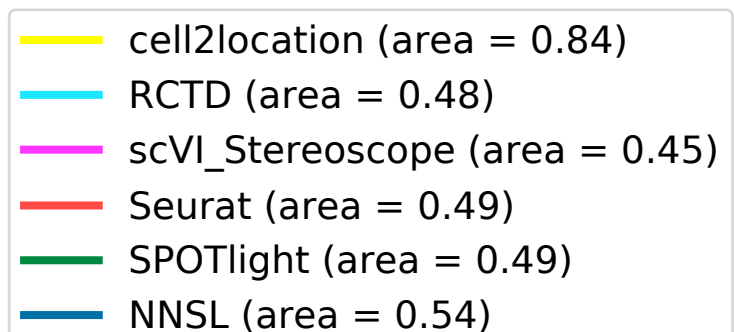 cell2location (area = 0.84)
RCTD (area = 0.48)
scVI_Stereoscope (area = 0.45)
Seurat (area = 0.49)
SPOTlight (area = 0.49)
NNSL (area = 0.54)